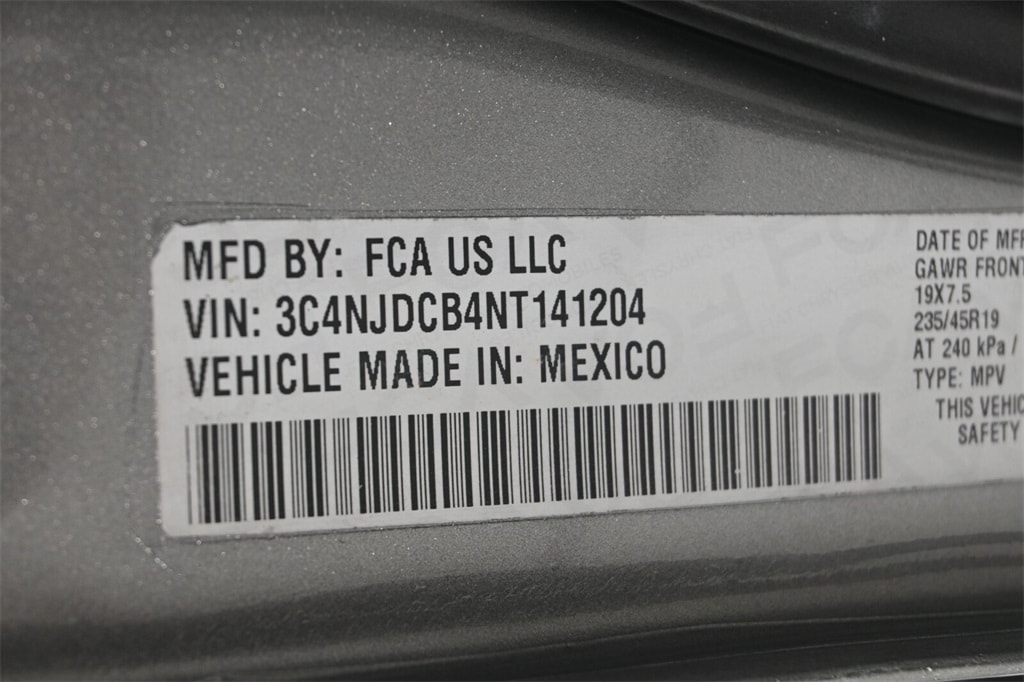 MFD BY: FCA US LLC
VIN: 3C4NJDCB4NT141204
VEHICLE MADE IN: MEXICO
DATE OF MF
GAWR FRONT
19X7.5
235/45R19
AT 240 kPa /
TYPE: MPV
THIS VEHIC
SAFETY